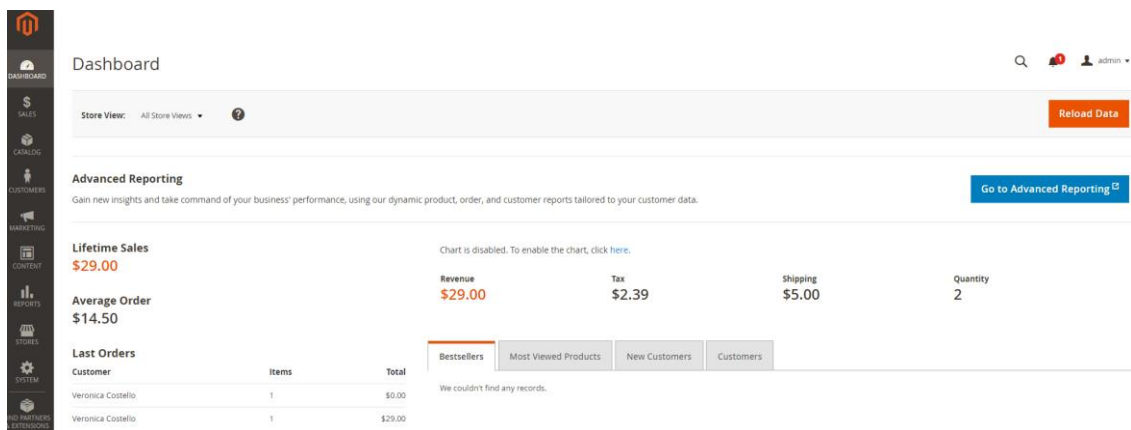 Dashboard
admin
DASHBOARD
SALES
CATALOG
CUSTOMERS
MARKETING
CONTENT
REPORTS
STORES
SYSTEM
ND PARTNERS
& EXTENSIONS
Store View: All Store Views ?
Reload Data
Advanced Reporting
Gain new insights and take command of your business' performance, using our dynamic product, order, and customer reports tailored to your customer data.
Go to Advanced Reporting
Lifetime Sales
$29.00
Average Order
$14.50
Last Orders
Customer Items Total
Veronica Costello 1 $0.00
Veronica Costello 1 $29.00
Chart is disabled. To enable the chart, click here.
Revenue Tax Shipping Quantity
$29.00 $2.39 $5.00 2
Bestsellers Most Viewed Products New Customers Customers
We couldn't find any records.